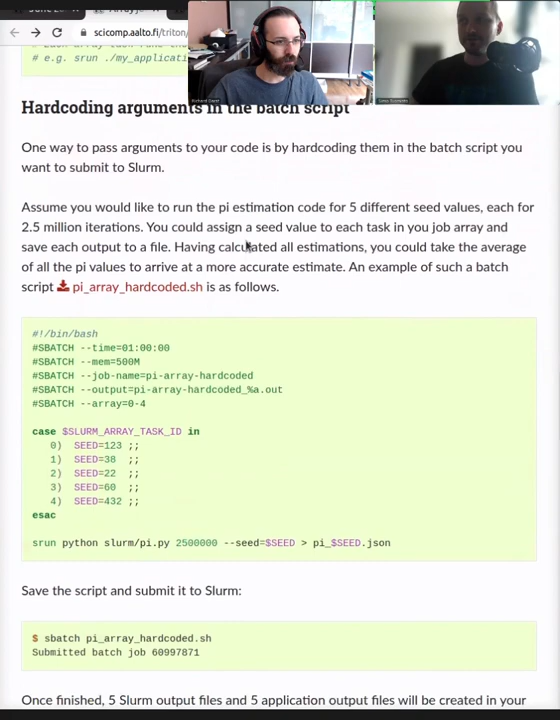 scicomp.aalto.fi/triton/
# e.g. srun ./my_applicati
Hardcoding arguments in the batch script
One way to pass arguments to your code is by hardcoding them in the batch script you
want to submit to Slurm.
Assume you would like to run the pi estimation code for 5 different seed values, each for
2.5 million iterations. You could assign a seed value to each task in you job array and
save each output to a file. Having calculated all estimations, you could take the average
of all the pi values to arrive at a more accurate estimate. An example of such a batch
script pi_array_hardcoded.sh is as follows.
#!/bin/bash
#SBATCH --time=01:00:00
#SBATCH --mem=500M
#SBATCH --job-name=pi-array-hardcoded
#SBATCH --output=pi-array-hardcoded_%a.out
#SBATCH --array=0-4
case $SLURM_ARRAY_TASK_ID in
0) SEED=123 ;;
1) SEED=38 ;;
2) SEED=22 ;;
3) SEED=60 ;;
4) SEED=432 ;;
esac
srun python slurm/pi.py 2500000 --seed=$SEED > pi_$SEED.json
Save the script and submit it to Slurm:
$ sbatch pi_array_hardcoded.sh
Submitted batch job 60997871
Once finished, 5 Slurm output files and 5 application output files will be created in your